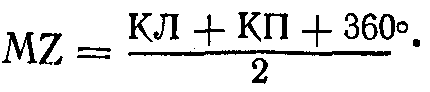 MZ = (КЛ + КП + 360°) / 2.